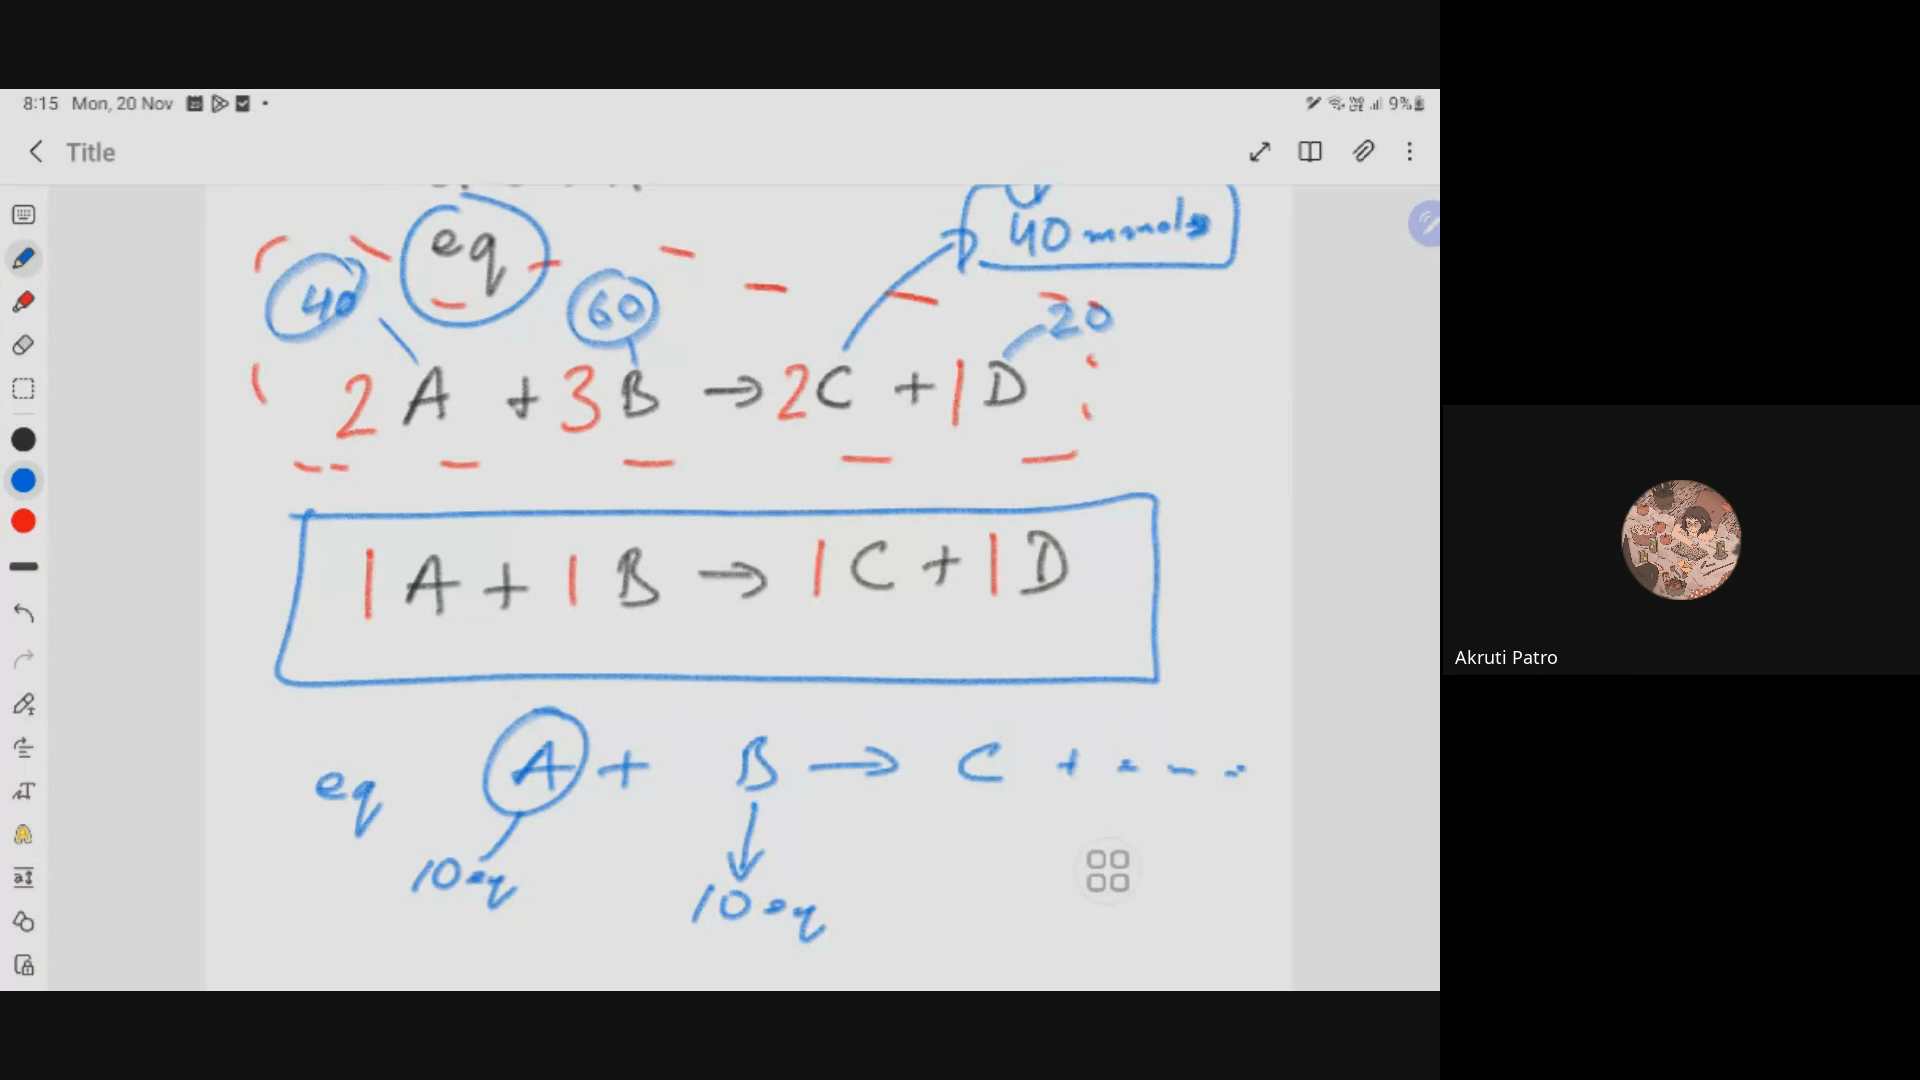 8:15 Mon, 20 Nov 9%
Title
40 mmols
eq
40 60 20
2 A + 3 B → 2 C + 1 D
1 A + 1 B → 1 C + 1 D
eq A + B → C + - - - -
10 eq 10 eq
Akruti Patro